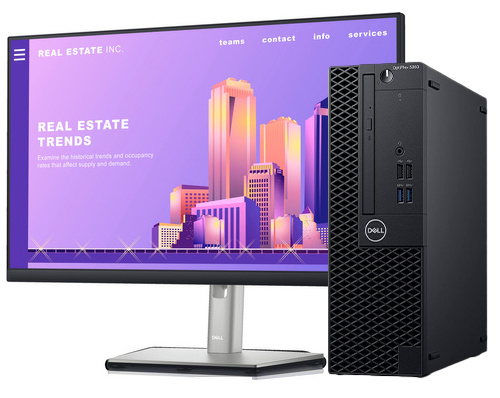 REAL ESTATE INC.
teams contact info services
REAL ESTATE
TRENDS
Examine the historical trends and occupancy
rates that affect supply and demand.
DELL
DELL